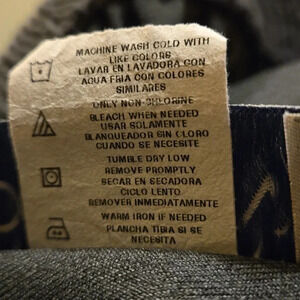 MACHINE WASH COLD WITH
LIKE COLORS
LAVAR EN LAVADORA CON
AGUA FRIA CON COLORES
SIMILARES
ONLY NON-CHLORINE
BLEACH WHEN NEEDED
USAR SOLAMENTE
BLANQUEADOR SIN CLORO
CUANDO SE NECESITE
TUMBLE DRY LOW
REMOVE PROMPTLY
SECAR EN SECADORA
CICLO LENTO
REMOVER INMEDIATAMENTE
WARM IRON IF NEEDED
PLANCHA TIBIA SI SE
NECESITA